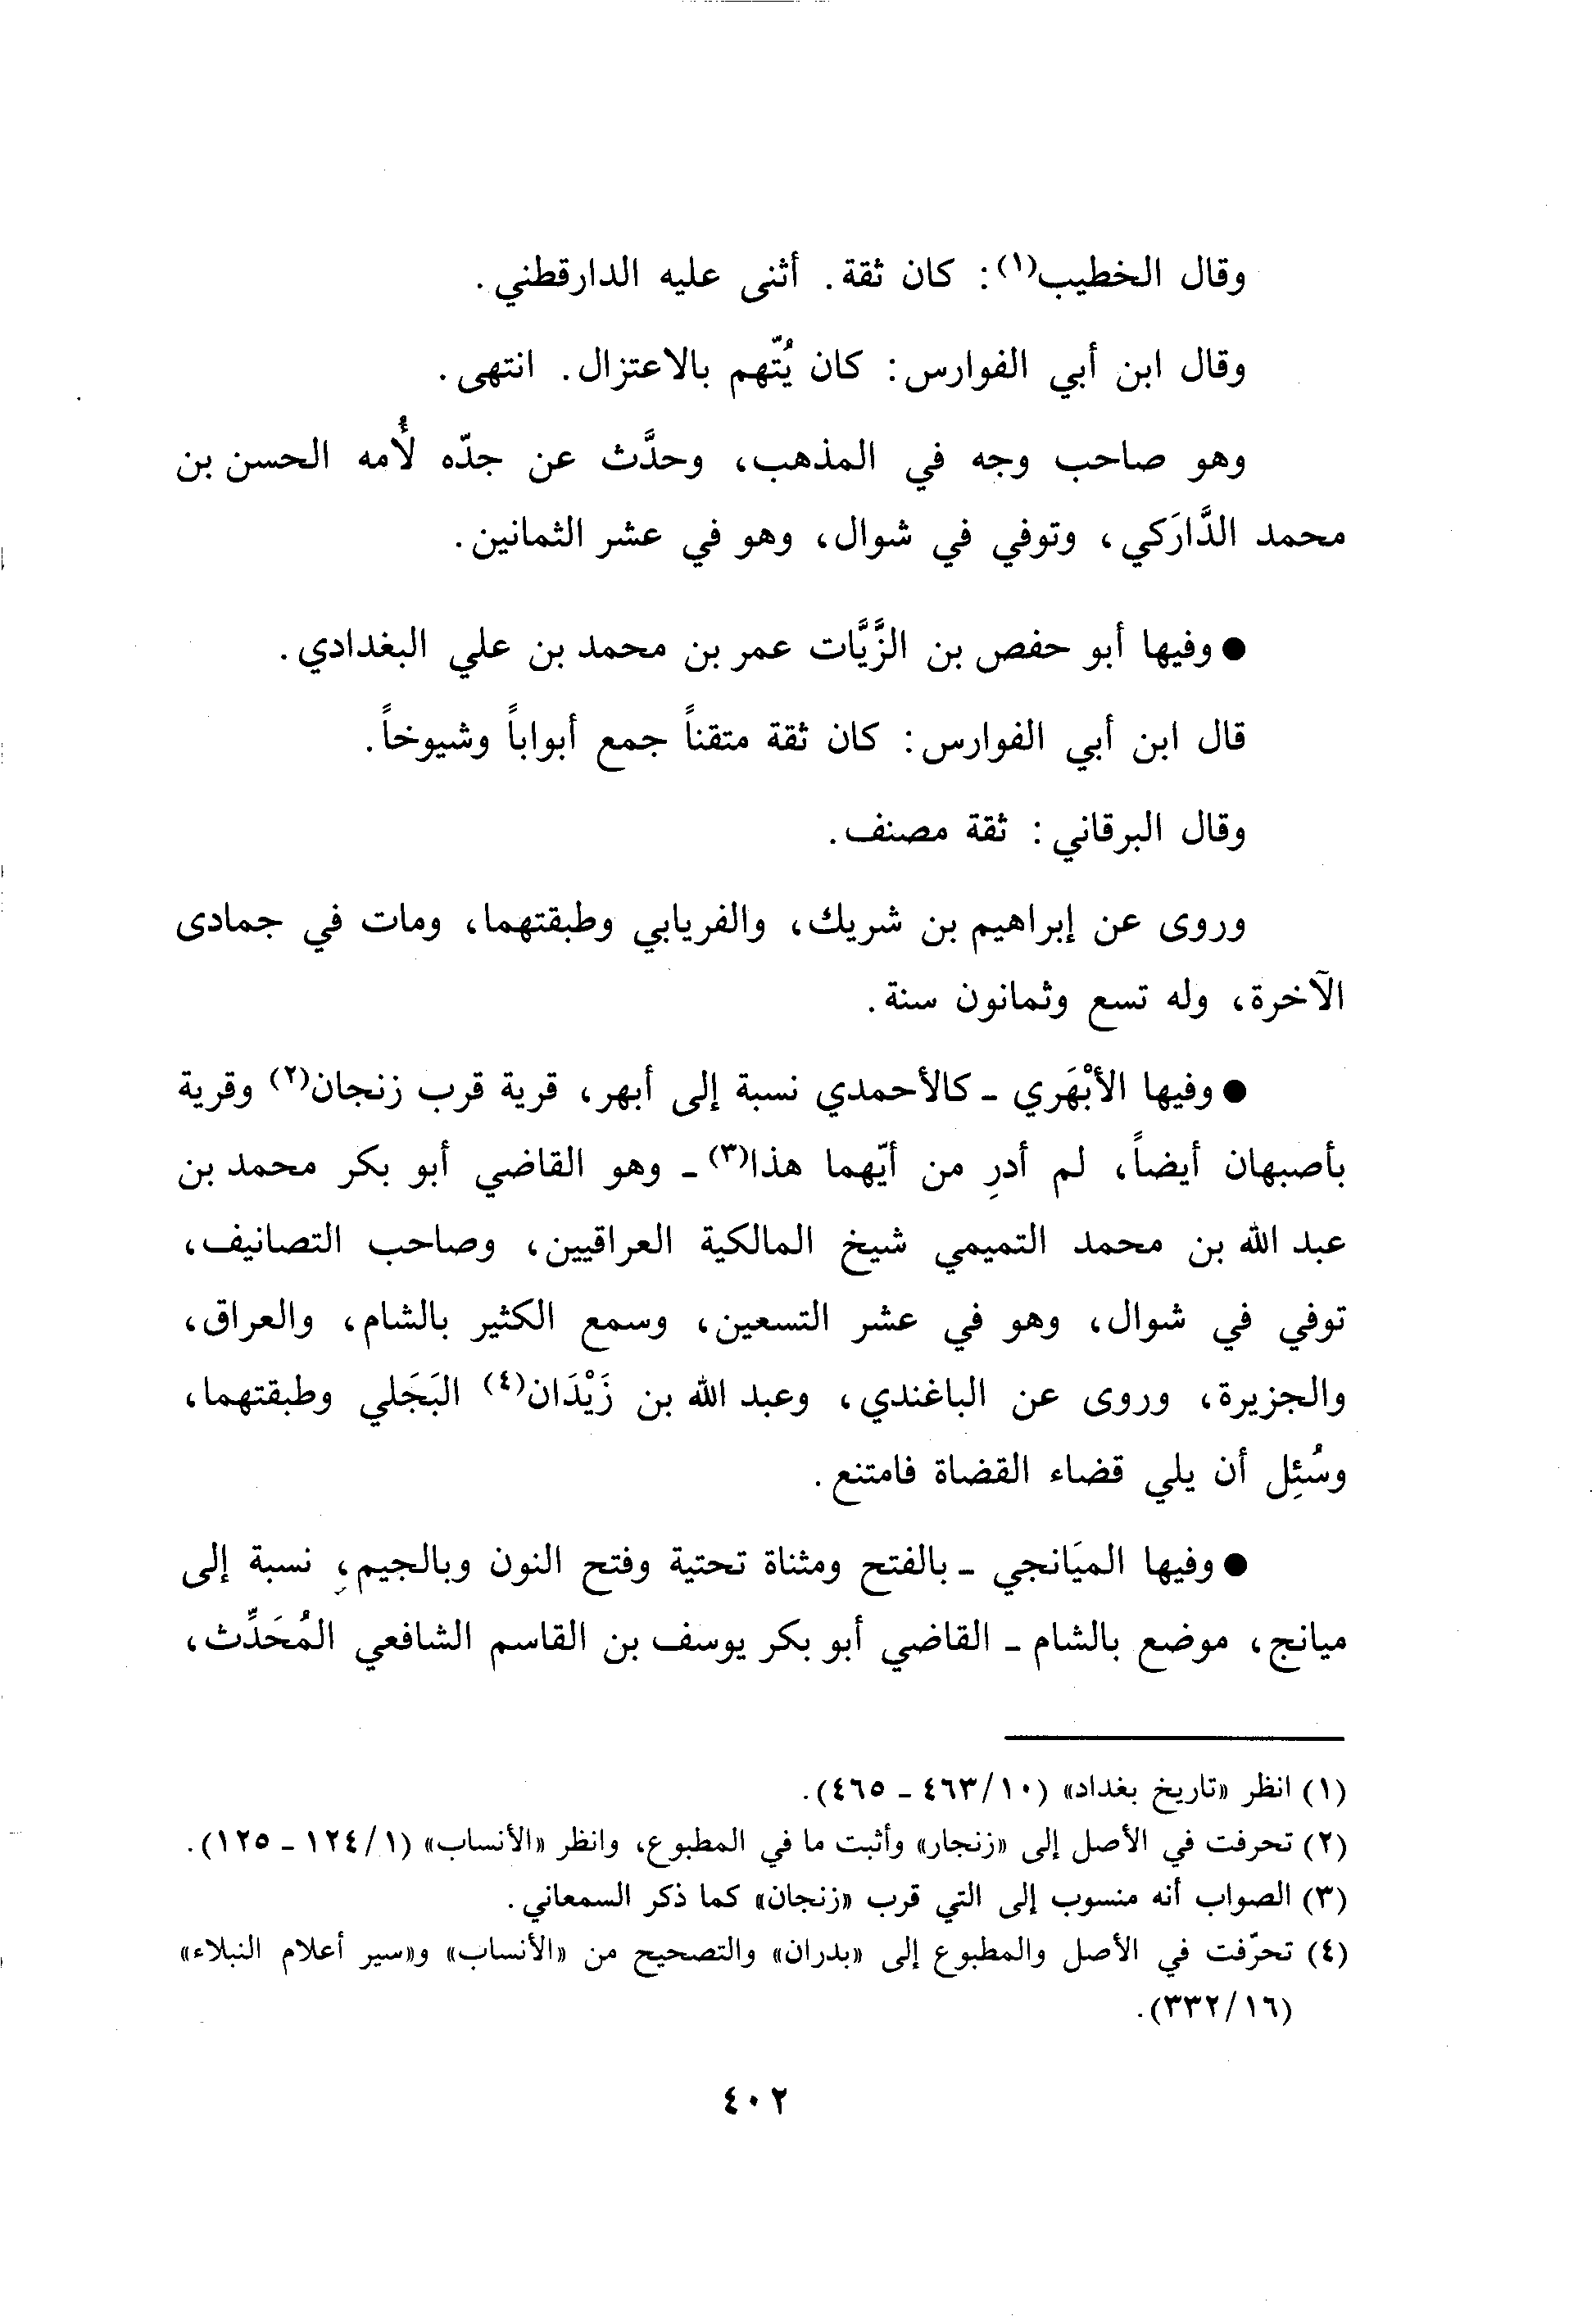 وقال الخطيب(١): كان ثقة. أثنى عليه الدارقطني.
وقال ابن أبي الفوارس: كان يُتّهم بالاعتزال. انتهى.
وهو صاحب وجه في المذهب، وحدَّث عن جدّه لأُمه الحسن بن
محمد الدَّارَكي، وتوفي في شوال، وهو في عشر الثمانين.
● وفيها أبو حفص بن الزَّيَّات عمر بن محمد بن علي البغدادي.
قال ابن أبي الفوارس: كان ثقة متقناً جمع أبواباً وشيوخاً.
وقال البرقاني: ثقة مصنف.
وروى عن إبراهيم بن شريك، والفريابي وطبقتهما، ومات في جمادى
الآخرة، وله تسع وثمانون سنة.
● وفيها الأبْهَري - كالأحمدي نسبة إلى أبهر، قرية قرب زنجان(٢) وقرية
بأصبهان أيضاً، لم أدرِ من أيّهما هذا(٣) - وهو القاضي أبو بكر محمد بن
عبد الله بن محمد التميمي شيخ المالكية العراقيين، وصاحب التصانيف،
توفي في شوال، وهو في عشر التسعين، وسمع الكثير بالشام، والعراق،
والجزيرة، وروى عن الباغندي، وعبد الله بن زَيْدَان(٤) البَجَلي وطبقتهما،
وسُئِل أن يلي قضاء القضاة فامتنع.
● وفيها الميَانجي - بالفتح ومثناة تحتية وفتح النون وبالجيم، نسبة إلى
ميانج، موضع بالشام - القاضي أبو بكر يوسف بن القاسم الشافعي المُحَدِّث،
(١) انظر «تاريخ بغداد» (١٠/٤٦٣ - ٤٦٥).
(٢) تحرفت في الأصل إلى «زنجار» وأثبت ما في المطبوع، وانظر «الأنساب» (١/١٢٤ - ١٢٥).
(٣) الصواب أنه منسوب إلى التي قرب «زنجان» كما ذكر السمعاني.
(٤) تحرّفت في الأصل والمطبوع إلى «بدران» والتصحيح من «الأنساب» و«سير أعلام النبلاء»
(١٦/٣٣٢).
٤٠٢